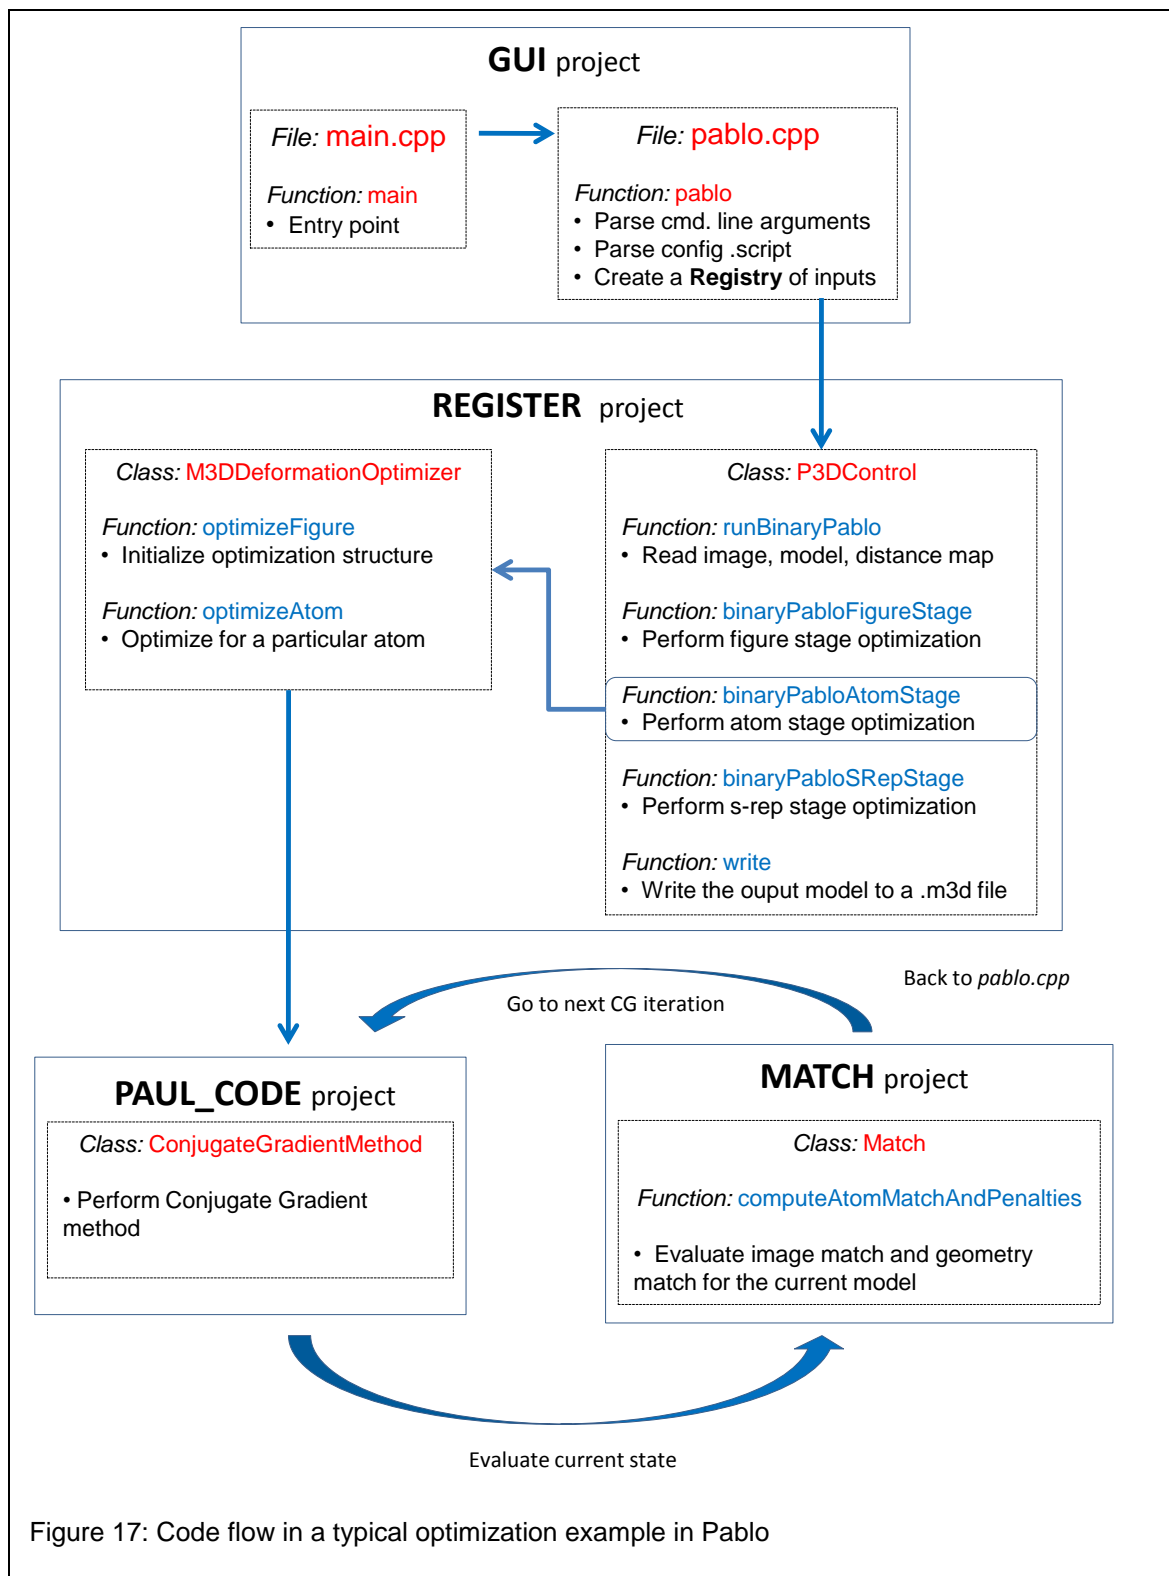 GUI project
File: main.cpp
Function: main
• Entry point
File: pablo.cpp
Function: pablo
• Parse cmd. line arguments
• Parse config .script
• Create a Registry of inputs
REGISTER project
Class: M3DDeformationOptimizer
Function: optimizeFigure
• Initialize optimization structure
Function: optimizeAtom
• Optimize for a particular atom
Class: P3DControl
Function: runBinaryPablo
• Read image, model, distance map
Function: binaryPabloFigureStage
• Perform figure stage optimization
Function: binaryPabloAtomStage
• Perform atom stage optimization
Function: binaryPabloSRepStage
• Perform s-rep stage optimization
Function: write
• Write the ouput model to a .m3d file
Back to pablo.cpp
Go to next CG iteration
PAUL_CODE project
Class: ConjugateGradientMethod
• Perform Conjugate Gradient
method
MATCH project
Class: Match
Function: computeAtomMatchAndPenalties
• Evaluate image match and geometry
match for the current model
Evaluate current state
Figure 17: Code flow in a typical optimization example in Pablo